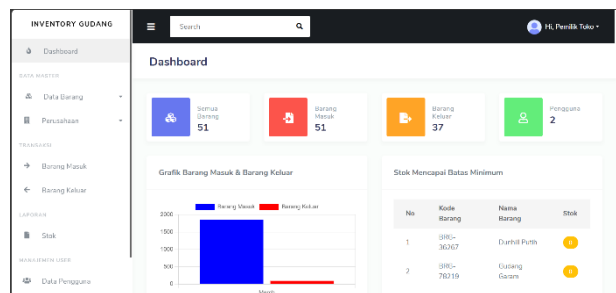 INVENTORY GUDANG
Search
Hi, Pemilik Toko
Dashboard
DATA MASTER
Data Barang
Perusahaan
TRANSAKSI
Barang Masuk
Barang Keluar
LAPORAN
Stok
MANAJEMEN USER
Data Pengguna
Dashboard
Semua
Barang
51
Barang
Masuk
51
Barang
Keluar
37
Pengguna
2
Grafik Barang Masuk & Barang Keluar
Barang Masuk Barang Keluar
2000
1500
1000
500
0
March
Stok Mencapai Batas Minimum
No Kode Barang Nama Barang Stok
1 BRG-36267 Dunhill Putih 0
2 BRG-78219 Gudang Garam 0